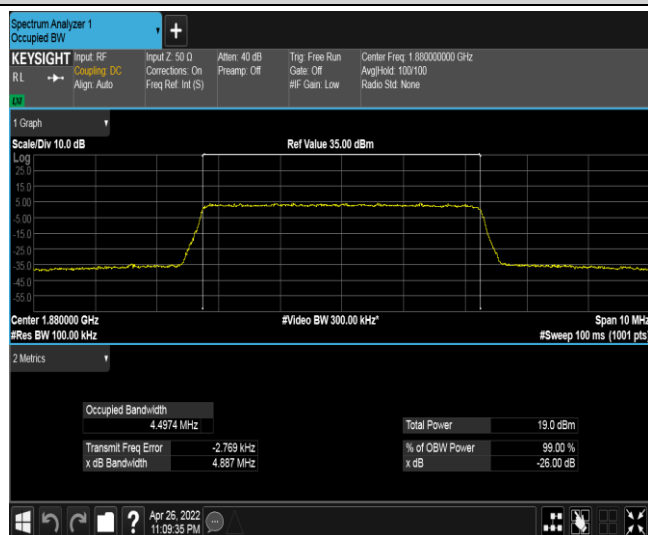 Spectrum Analyzer 1
Occupied BW
+
KEYSIGHT Input: RF Input Z: 50 Ω Atten: 40 dB Trig: Free Run Center Freq: 1.880000000 GHz
RL Coupling: DC Corrections: On Preamp: Off Gate: Off Avg|Hold: 100/100
Align: Auto Freq Ref: Int (S) #IF Gain: Low Radio Std: None
LXI
1 Graph
Scale/Div 10.0 dB Ref Value 35.00 dBm
Log
25.0
15.0
5.00
-5.00
-15.0
-25.0
-35.0
-45.0
-55.0
Center 1.880000 GHz #Video BW 300.00 kHz* Span 10 MHz
#Res BW 100.00 kHz #Sweep 100 ms (1001 pts)
2 Metrics
Occupied Bandwidth
4.4974 MHz Total Power 19.0 dBm
Transmit Freq Error -2.769 kHz % of OBW Power 99.00 %
x dB Bandwidth 4.887 MHz x dB -26.00 dB
? Apr 26, 2022
11:09:35 PM